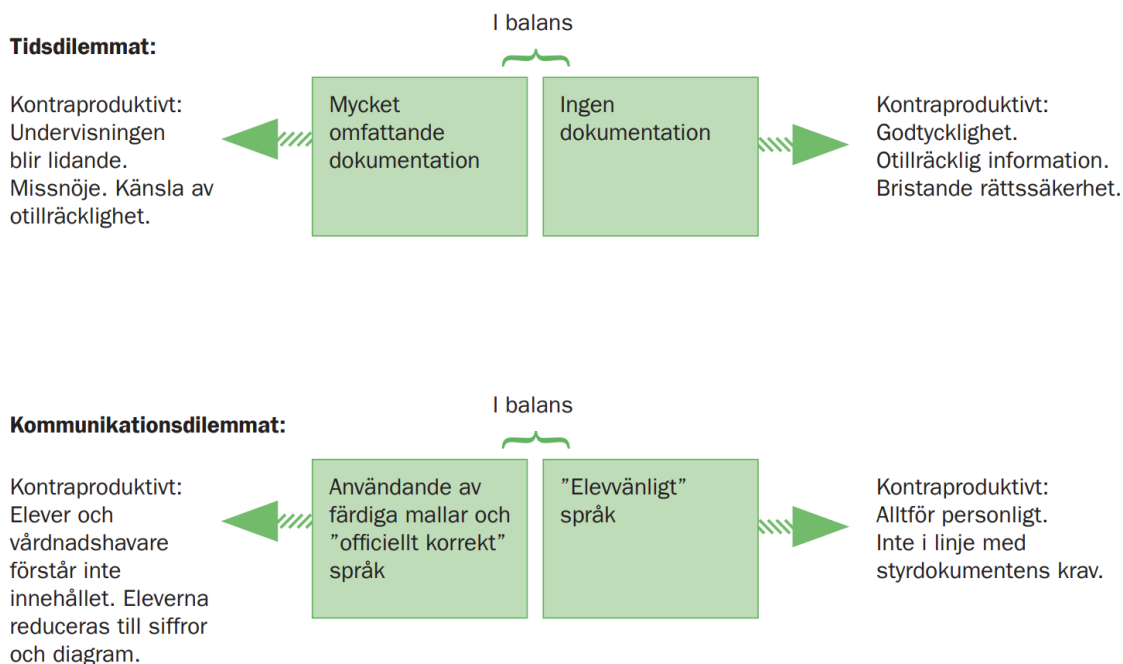 Tidsdilemmat:
I balans
Kontraproduktivt:
Undervisningen
blir lidande.
Missnöje. Känsla av
otillräcklighet.
Mycket
omfattande
dokumentation
Ingen
dokumentation
Kontraproduktivt:
Godtycklighet.
Otillräcklig information.
Bristande rättssäkerhet.
Kommunikationsdilemmat:
I balans
Kontraproduktivt:
Elever och
vårdnadshavare
förstår inte
innehållet. Eleverna
reduceras till siffror
och diagram.
Användande av
färdiga mallar och
”officiellt korrekt”
språk
”Elevvänligt”
språk
Kontraproduktivt:
Alltför personligt.
Inte i linje med
styrdokumentens krav.